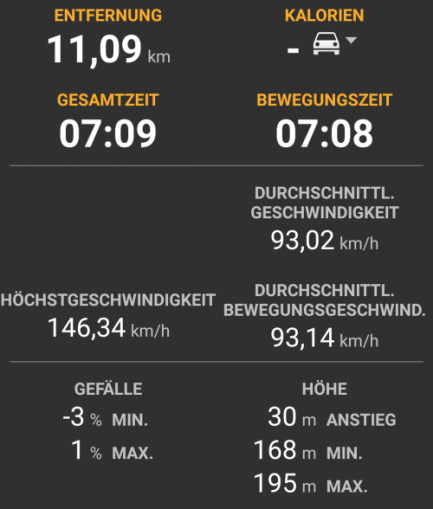 ENTFERNUNG
11,09 km
KALORIEN
-
GESAMTZEIT
07:09
BEWEGUNGSZEIT
07:08
DURCHSCHNITTL.
GESCHWINDIGKEIT
93,02 km/h
HÖCHSTGESCHWINDIGKEIT
146,34 km/h
DURCHSCHNITTL.
BEWEGUNGSGESCHWIND.
93,14 km/h
GEFÄLLE
-3 % MIN.
1 % MAX.
HÖHE
30 m ANSTIEG
168 m MIN.
195 m MAX.